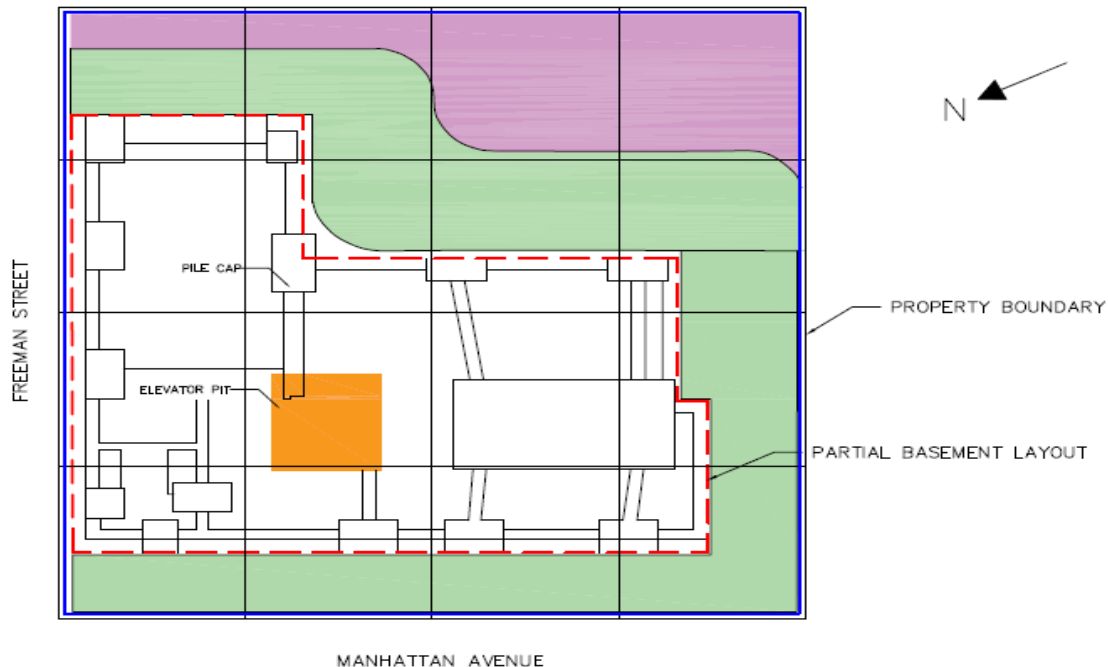 N
FREEMAN STREET
PILE CAP
PROPERTY BOUNDARY
ELEVATOR PIT
PARTIAL BASEMENT LAYOUT
MANHATTAN AVENUE